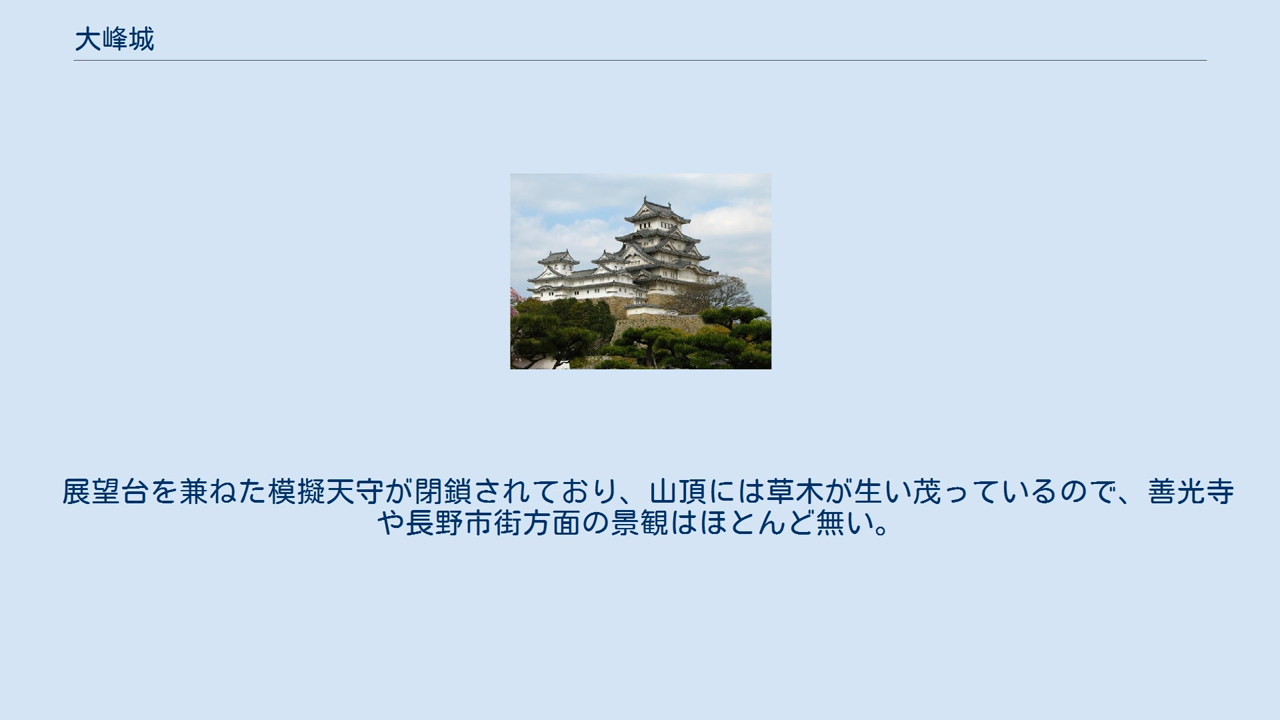 大峰城
展望台を兼ねた模擬天守が閉鎖されており、山頂には草木が生い茂っているので、善光寺
や長野市街方面の景観はほとんど無い。